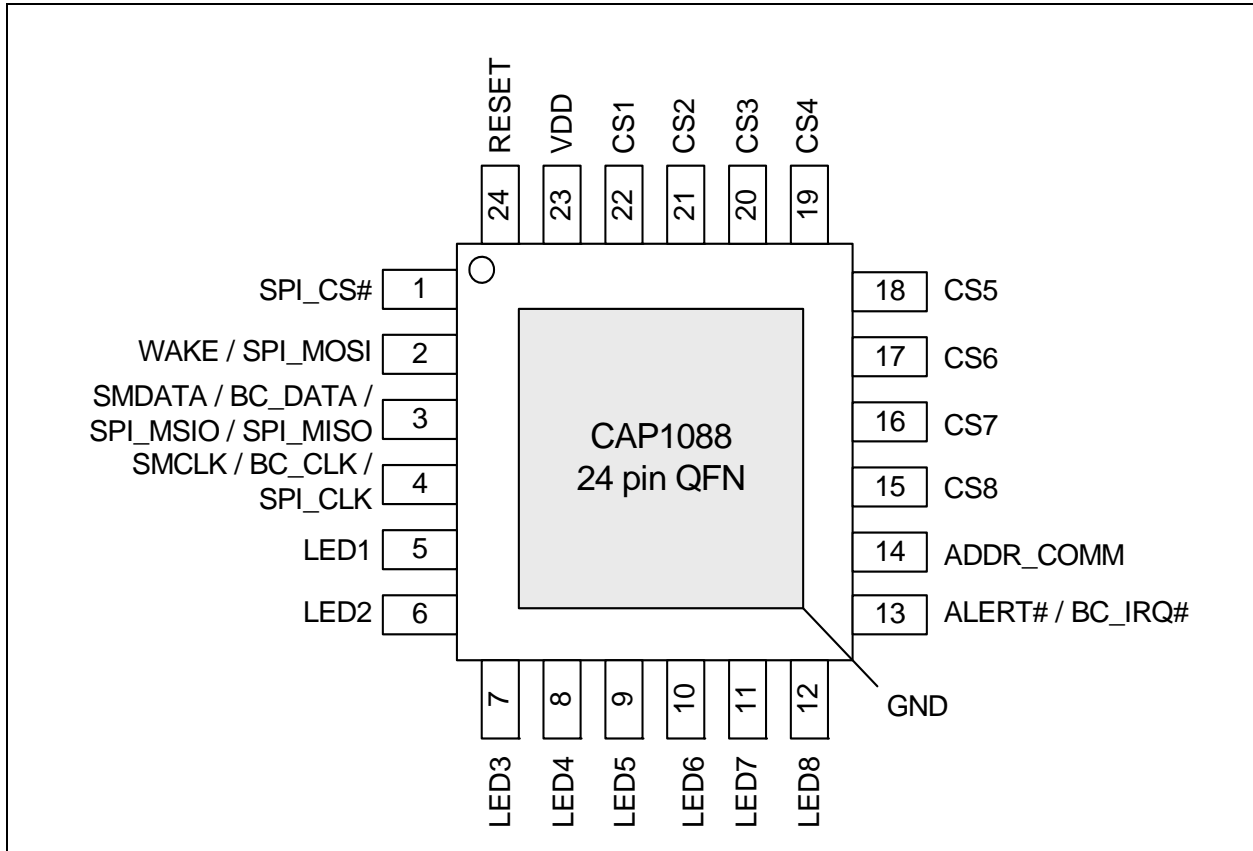 RESET
VDD
CS1
CS2
CS3
CS4
24
23
22
21
20
19
SPI_CS# 1
18 CS5
WAKE / SPI_MOSI 2
17 CS6
SMDATA / BC_DATA /
SPI_MSIO / SPI_MISO 3
16 CS7
SMCLK / BC_CLK /
SPI_CLK 4
15 CS8
CAP1088
24 pin QFN
LED1 5
14 ADDR_COMM
LED2 6
13 ALERT# / BC_IRQ#
GND
7
8
9
10
11
12
LED3
LED4
LED5
LED6
LED7
LED8